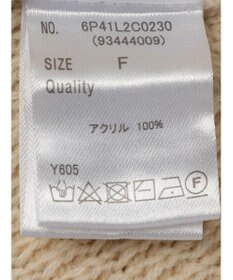 NO. 6P41L2C0230
(93444009)
SIZE F
Quality
アクリル 100%
Y605
F